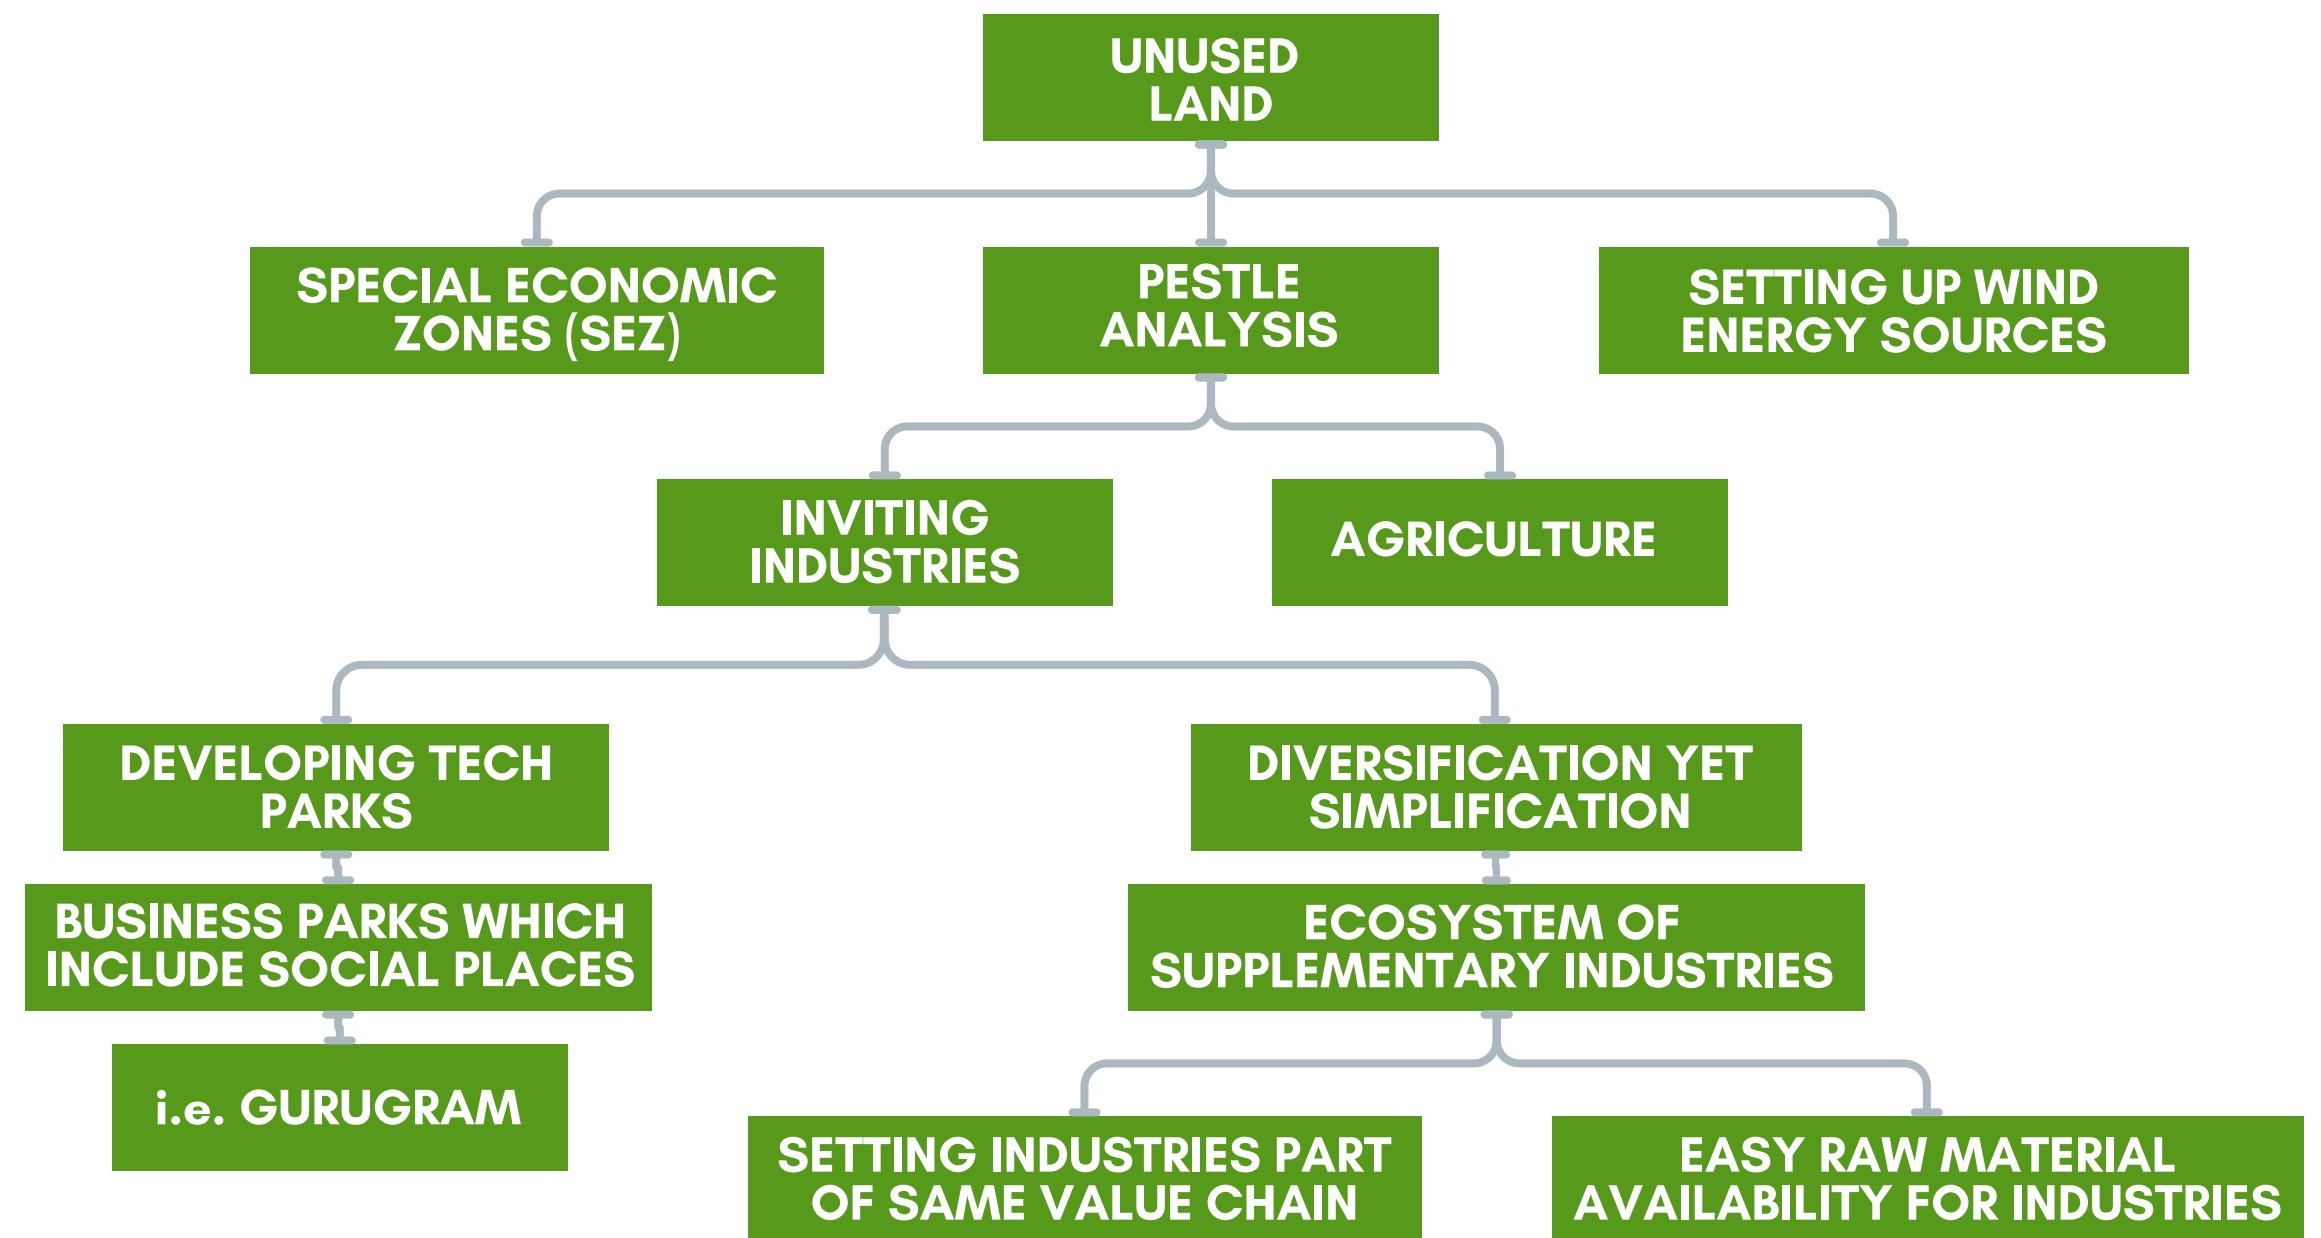 UNUSED
LAND
SPECIAL ECONOMIC
ZONES (SEZ)
PESTLE
ANALYSIS
SETTING UP WIND
ENERGY SOURCES
INVITING
INDUSTRIES
AGRICULTURE
DEVELOPING TECH
PARKS
DIVERSIFICATION YET
SIMPLIFICATION
BUSINESS PARKS WHICH
INCLUDE SOCIAL PLACES
ECOSYSTEM OF
SUPPLEMENTARY INDUSTRIES
i.e. GURUGRAM
SETTING INDUSTRIES PART
OF SAME VALUE CHAIN
EASY RAW MATERIAL
AVAILABILITY FOR INDUSTRIES